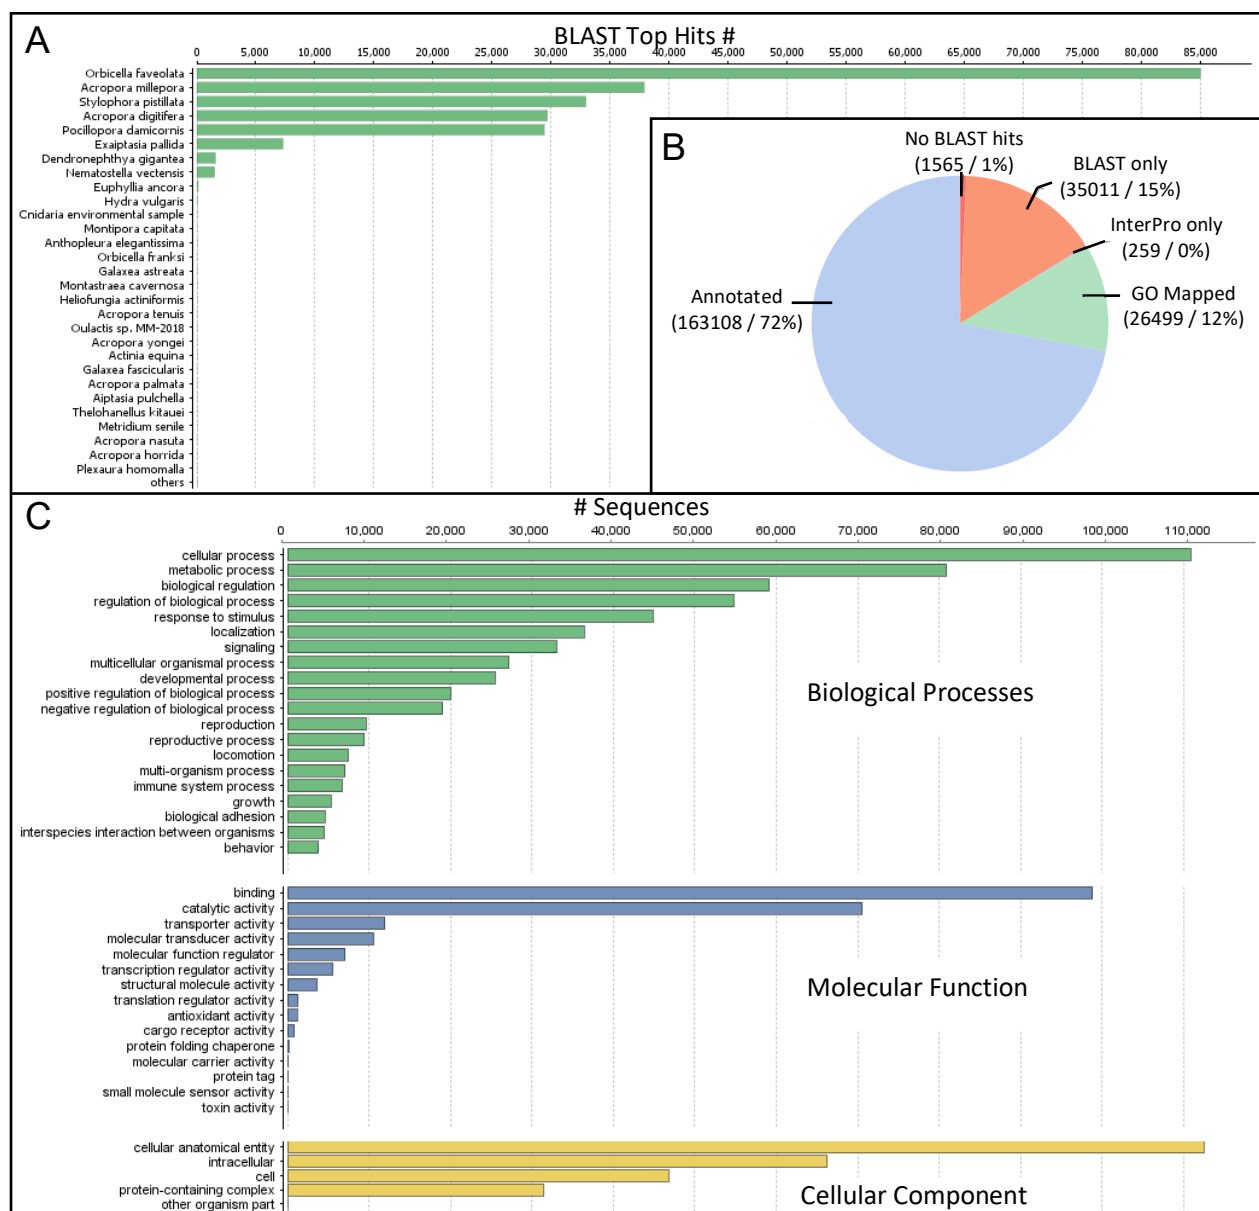 A
BLAST Top Hits #
0 5,000 10,000 15,000 20,000 25,000 30,000 35,000 40,000 45,000 50,000 55,000 60,000 65,000 70,000 75,000 80,000 85,000
Orbicella faveolata
Acropora millepora
Stylophora pistillata
Acropora digitifera
Pocillopora damicornis
Exaiptasia pallida
Dendronephthya gigantea
Nematostella vectensis
Euphyllia ancora
Hydra vulgaris
Cnidaria environmental sample
Montipora capitata
Anthopleura elegantissima
Orbicella franksi
Galaxea astreata
Montastraea cavernosa
Heliofungia actiniformis
Acropora tenuis
Oulactis sp. MM-2018
Acropora yongei
Actinia equina
Galaxea fascicularis
Acropora palmata
Aiptasia pulchella
Thelohanellus kitauei
Metridium senile
Acropora nasuta
Acropora horrida
Plexaura homomalla
others
B
No BLAST hits
(1565 / 1%)
BLAST only
(35011 / 15%)
InterPro only
(259 / 0%)
GO Mapped
(26499 / 12%)
Annotated
(163108 / 72%)
C
# Sequences
0 10,000 20,000 30,000 40,000 50,000 60,000 70,000 80,000 90,000 100,000 110,000
cellular process
metabolic process
biological regulation
regulation of biological process
response to stimulus
localization
signaling
multicellular organismal process
developmental process
positive regulation of biological process
negative regulation of biological process
reproduction
reproductive process
locomotion
multi-organism process
immune system process
growth
biological adhesion
interspecies interaction between organisms
behavior
Biological Processes
binding
catalytic activity
transporter activity
molecular transducer activity
molecular function regulator
transcription regulator activity
structural molecule activity
translation regulator activity
antioxidant activity
cargo receptor activity
protein folding chaperone
molecular carrier activity
protein tag
small molecule sensor activity
toxin activity
Molecular Function
cellular anatomical entity
intracellular
cell
protein-containing complex
other organism part
Cellular Component